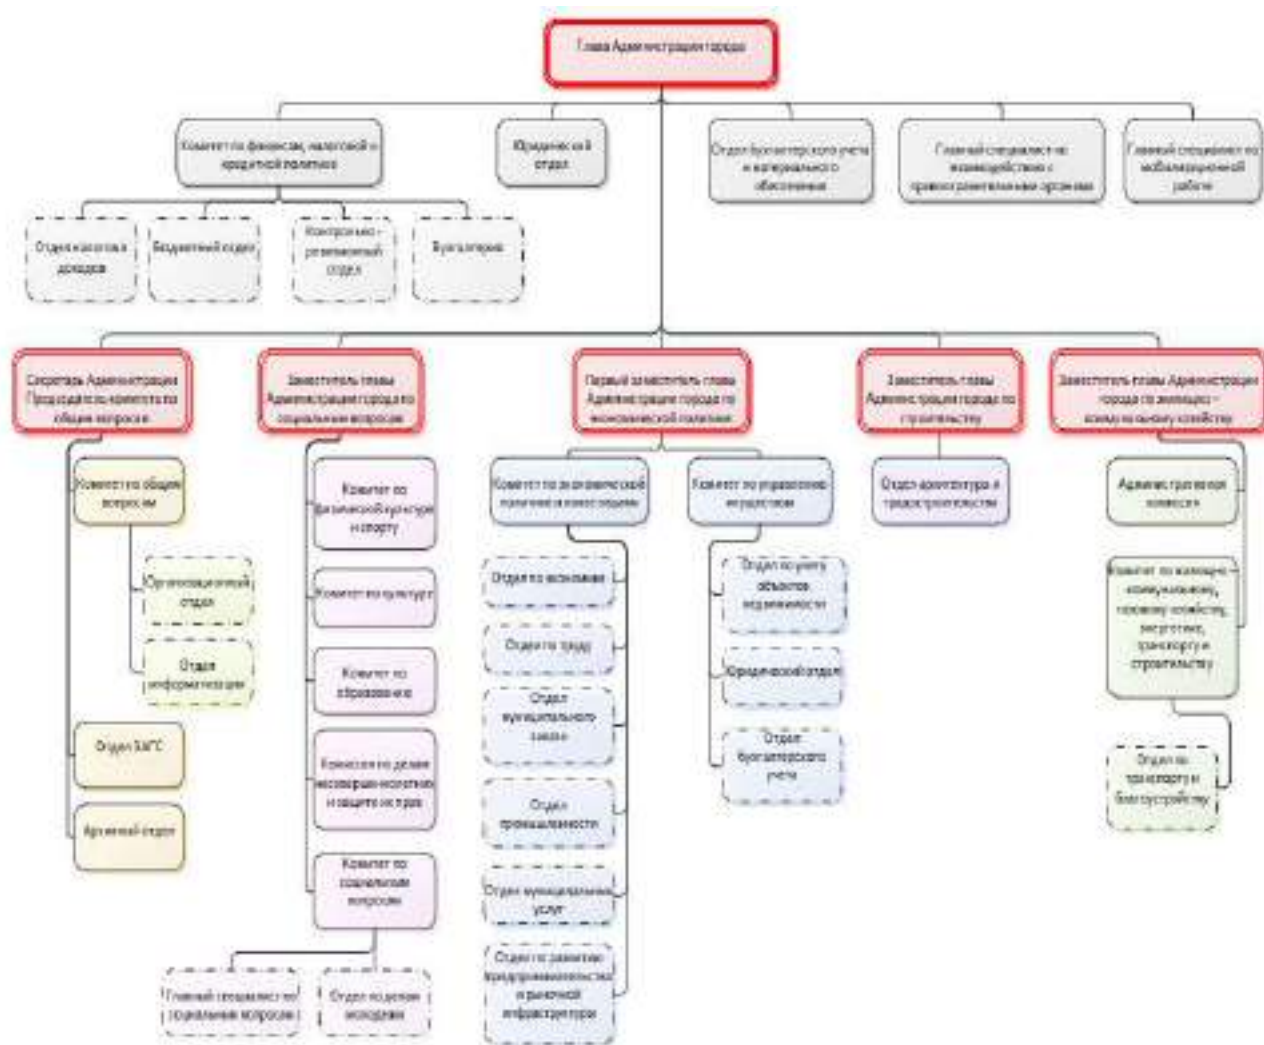 Глава Администрации города
Комитет по финансам, налоговой и
кредитной политике
Юридический
отдел
Отдел бухгалтерского учета
и материального
обеспечения
Главный специалист по
взаимодействию с
правоохранительными органами
Главный специалист по
мобилизационной
работе
Отдел налогов и
доходов
Бюджетный отдел
Контрольно -
ревизионный
отдел
Бухгалтерия
Секретарь Администрации
Председатель комитета по
общим вопросам
Заместитель главы
Администрации города по
социальным вопросам
Первый заместитель главы
Администрации города по
экономической политике
Заместитель главы
Администрации города по
строительству
Заместитель главы Администрации
города по жилищно –
коммунальному хозяйству
Комитет по общим
вопросам
Организационный
отдел
Отдел
информатизации
Отдел ЗАГС
Архивный отдел
Комитет по
физической культуре
и спорту
Комитет по культуре
Комитет по
образованию
Комиссия по делам
несовершеннолетних
и защите их прав
Комитет по
социальным
вопросам
Главный специалист по
социальным вопросам
Отдел по делам
молодежи
Комитет по экономической
политике и инвестициям
Отдел по экономике
Отдел по труду
Отдел
муниципального
заказа
Отдел
промышленности
Отдел муниципальных
услуг
Отдел по развитию
предпринимательства
и рыночной
инфраструктуры
Комитет по управлению
имуществом
Отдел по учету
объектов
недвижимости
Юридический отдел
Отдел
бухгалтерского
учета
Отдел архитектуры и
градостроительства
Административная
комиссия
Комитет по жилищно –
коммунальному,
газовому хозяйству,
энергетике,
транспорту и
строительству
Отдел по
транспорту и
благоустройству